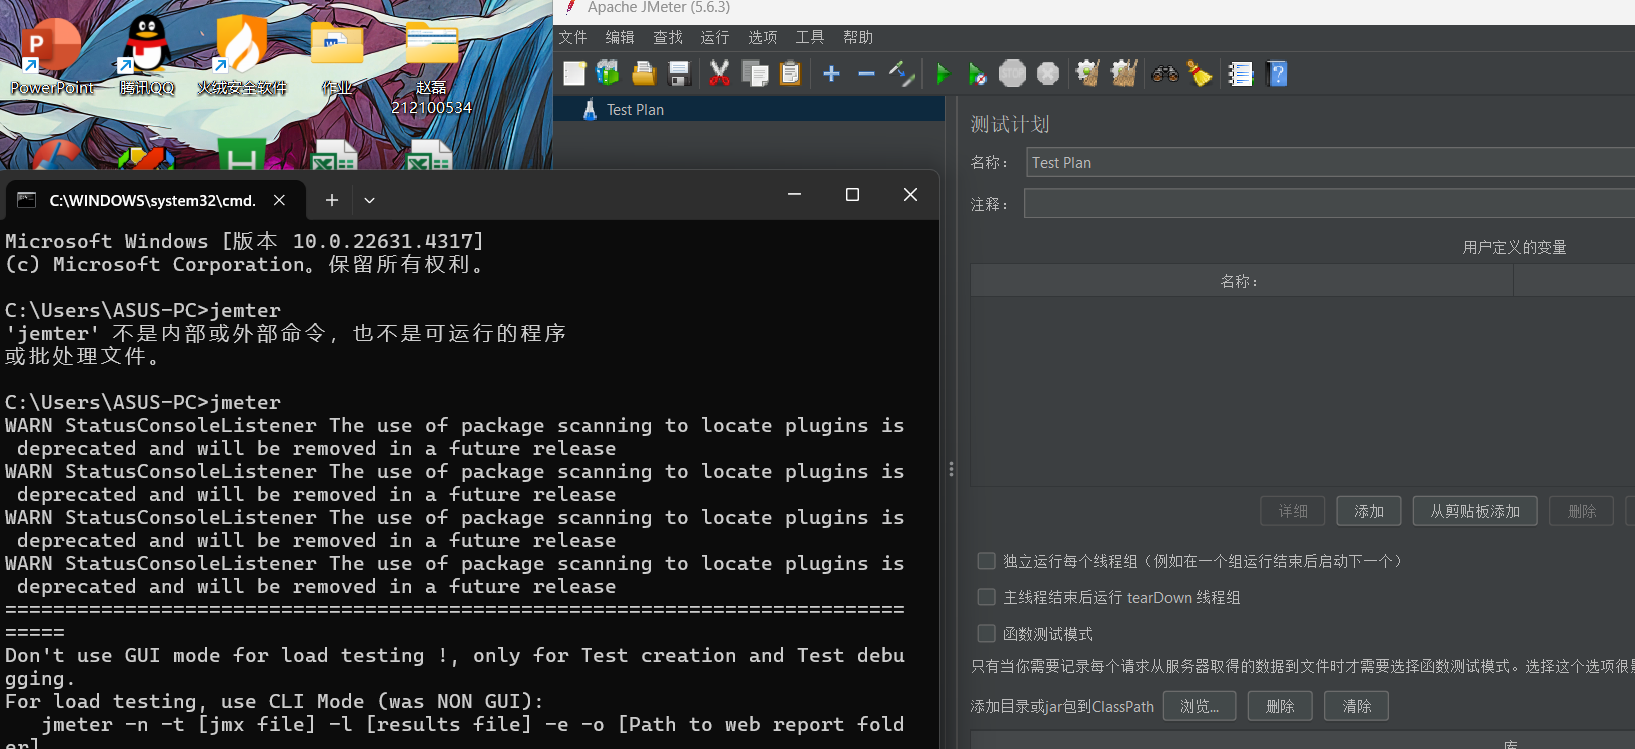 PowerPoint
腾讯QQ
火绒安全软件
作业
赵磊
212100534
Apache JMeter (5.6.3)
文件 编辑 查找 运行 选项 工具 帮助
STOP
Test Plan
测试计划
名称：
Test Plan
注释：
用户定义的变量
名称：
详细
添加
从剪贴板添加
删除
独立运行每个线程组（例如在一个组运行结束后启动下一个）
主线程结束后运行 tearDown 线程组
函数测试模式
只有当你需要记录每个请求从服务器取得的数据到文件时才需要选择函数测试模式。选择这个选项很
添加目录或jar包到ClassPath
浏览...
删除
清除
库
C:\WINDOWS\system32\cmd.
Microsoft Windows [版本 10.0.22631.4317]
(c) Microsoft Corporation。保留所有权利。
C:\Users\ASUS-PC>jemter
'jemter' 不是内部或外部命令，也不是可运行的程序
或批处理文件。
C:\Users\ASUS-PC>jmeter
WARN StatusConsoleListener The use of package scanning to locate plugins is
deprecated and will be removed in a future release
WARN StatusConsoleListener The use of package scanning to locate plugins is
deprecated and will be removed in a future release
WARN StatusConsoleListener The use of package scanning to locate plugins is
deprecated and will be removed in a future release
WARN StatusConsoleListener The use of package scanning to locate plugins is
deprecated and will be removed in a future release
===========================================================================
=====
Don't use GUI mode for load testing !, only for Test creation and Test debu
gging.
For load testing, use CLI Mode (was NON GUI):
jmeter -n -t [jmx file] -l [results file] -e -o [Path to web report fold
er]